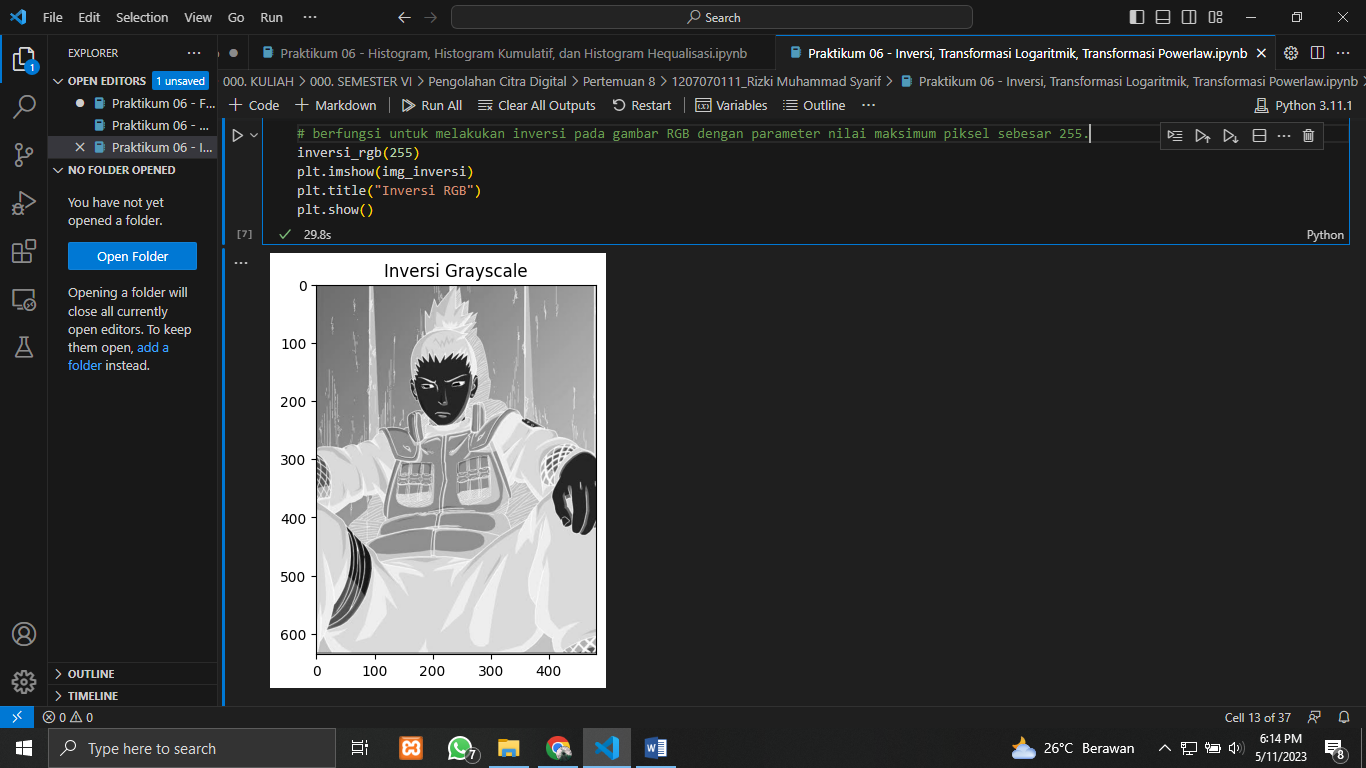 File Edit Selection View Go Run ··· Search
EXPLORER ···
OPEN EDITORS 1 unsaved
Praktikum 06 - F...
Praktikum 06 - ...
Praktikum 06 - I...
NO FOLDER OPENED
You have not yet
opened a folder.
Open Folder
Opening a folder will
close all currently
open editors. To keep
them open, add a
folder instead.
OUTLINE
TIMELINE
1
Praktikum 06 - Histogram, Histogram Kumulatif, dan Histogram Hequalisasi.ipynb
Praktikum 06 - Inversi, Transformasi Logaritmik, Transformasi Powerlaw.ipynb
000. KULIAH > 000. SEMESTER VI > Pengolahan Citra Digital > Pertemuan 8 > 1207070111_Rizki Muhammad Syarif > Praktikum 06 - Inversi, Transformasi Logaritmik, Transformasi Powerlaw.ipynb
+ Code + Markdown Run All Clear All Outputs Restart Variables Outline ··· Python 3.11.1
# berfungsi untuk melakukan inversi pada gambar RGB dengan parameter nilai maksimum piksel sebesar 255.
inversi_rgb(255)
plt.imshow(img_inversi)
plt.title("Inversi RGB")
plt.show()
[7] 29.8s Python
Inversi Grayscale
0
100
200
300
400
500
600
0 100 200 300 400
0 0 Cell 13 of 37
Type here to search 7 26°C Berawan 6:14 PM
5/11/2023 8